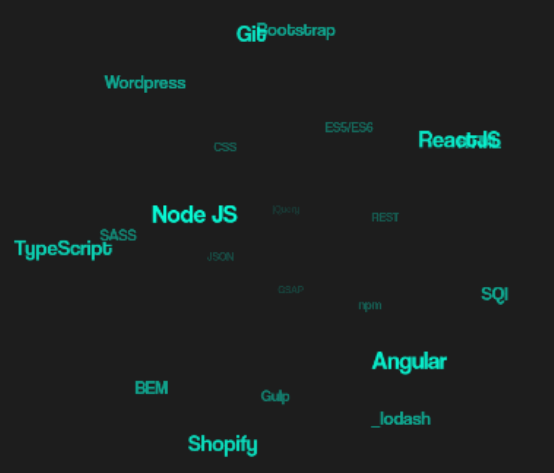 Git
Bootstrap
Wordpress
ES5/ES6
ReactJS
CSS
Node JS
jQuery
REST
SASS
TypeScript
JSON
npm
SQl
Angular
BEM
Gulp
_lodash
Shopify